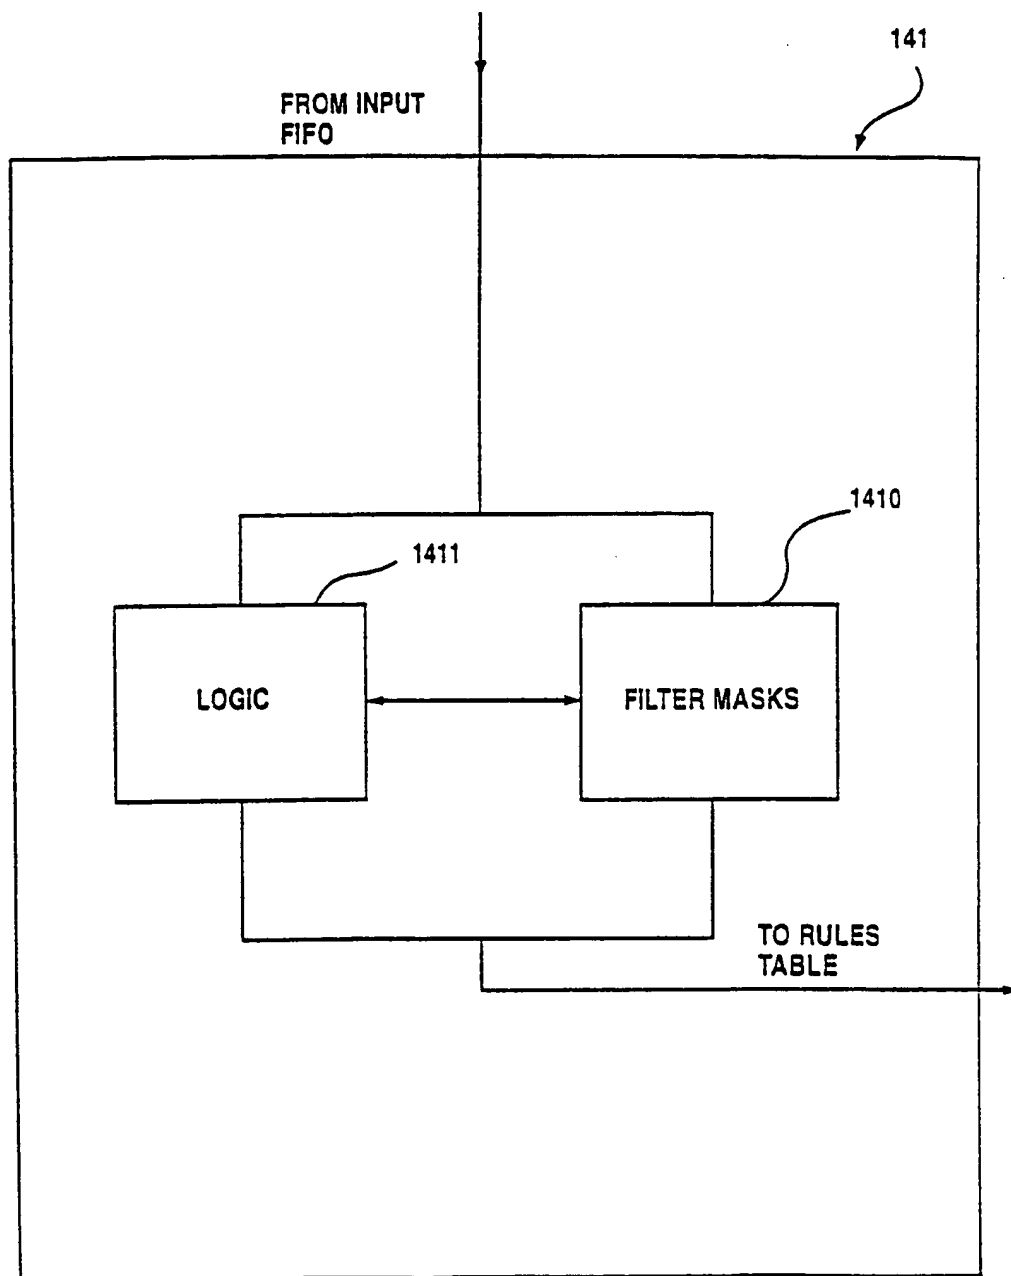 141
FROM INPUT
FIFO
1410
1411
LOGIC
FILTER MASKS
TO RULES
TABLE